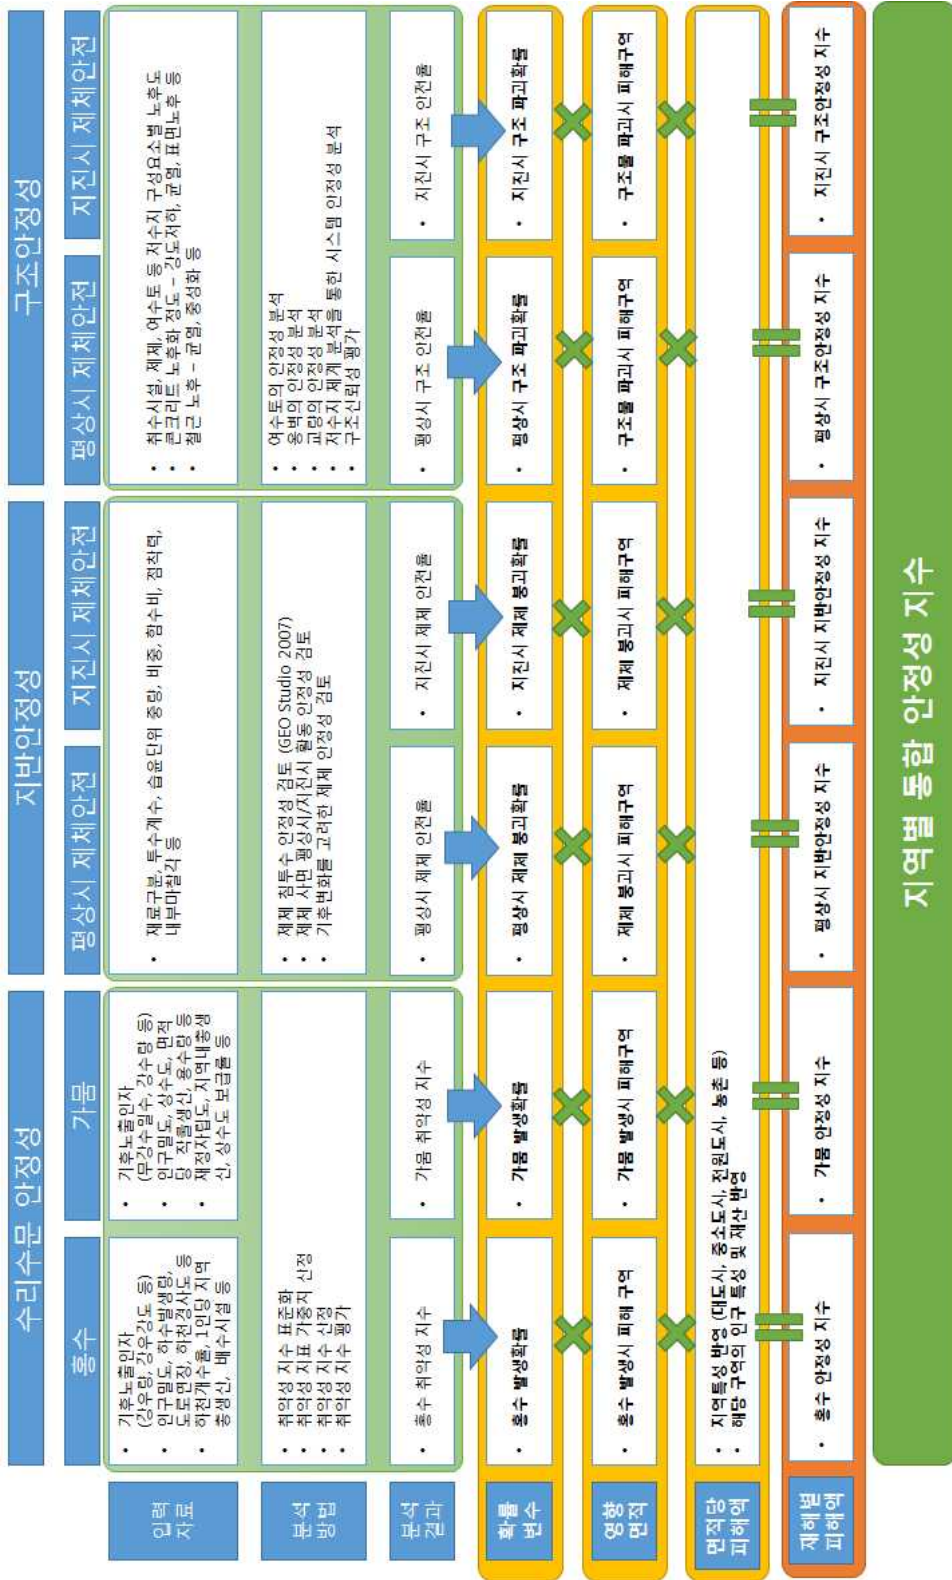 수리수문 안정성
지반안정성
구조안정성
홍수
가뭄
평상시 제체안전
지진시 제체안전
평상시 제체안전
지진시 제체안전
입력
자료
• 기후노출인자
(강우량, 강우강도 등)
• 인구밀도, 하수발생량,
도로면장, 하천경사도 등
• 하천개수율, 1인당 지역
총생산, 배수시설 등
• 기후노출인자
(무강수일수, 강수량 등)
• 인구밀도, 상수도, 면적
당 작물생산, 용수량 등
• 재정자립도, 지역내총생
산, 상수도 보급률 등
• 재료구분, 투수계수, 습윤단위 중량, 비중, 함수비, 점착력,
내부마찰각 등
• 취수시설, 제체, 여수토 등 저수지 구성요소별 노후도
• 콘크리트 노후화 정도 – 강도저하, 균열, 표면노후 등
• 철근 노후 – 균열, 중성화 등
분석
방법
• 취약성 지수 표준화
• 취약성 지표 가중치 산정
• 취약성 지수 산정
• 취약성 지수 평가
• 제체 침투수 안정성 검토 (GEO Studio 2007)
• 제체 사면 평상시/지진시 활동 안정성 검토
• 기후변화를 고려한 제체 안정성 검토
• 여수토의 안정성 분석
• 옹벽의 안정성 분석
• 교량의 안정성 분석
• 저수지 체계 분석을 통한 시스템 안정성 분석
• 구조신뢰성 평가
분석
결과
• 홍수 취약성 지수
• 가뭄 취약성 지수
• 평상시 제체 안전율
• 지진시 제체 안전율
• 평상시 구조 안전율
• 지진시 구조 안전율
확률
변수
• 홍수 발생확률
• 가뭄 발생확률
• 평상시 제체 붕괴확률
• 지진시 제체 붕괴확률
• 평상시 구조 파괴확률
• 지진시 구조 파괴확률
영향
면적
• 홍수 발생시 피해 구역
• 가뭄 발생시 피해구역
• 제체 붕괴시 피해구역
• 제체 붕괴시 피해구역
• 구조물 파괴시 피해구역
• 구조물 파괴시 피해구역
면적당
피해액
• 지역특성 반영 (대도시, 중소도시, 전원도시, 농촌 등)
• 해당 구역의 인구 특성 및 재산 반영
재해별
피해액
• 홍수 안정성 지수
• 가뭄 안정성 지수
• 평상시 지반안정성 지수
• 지진시 지반안정성 지수
• 평상시 구조안정성 지수
• 지진시 구조안정성 지수
지역별 통합 안정성 지수